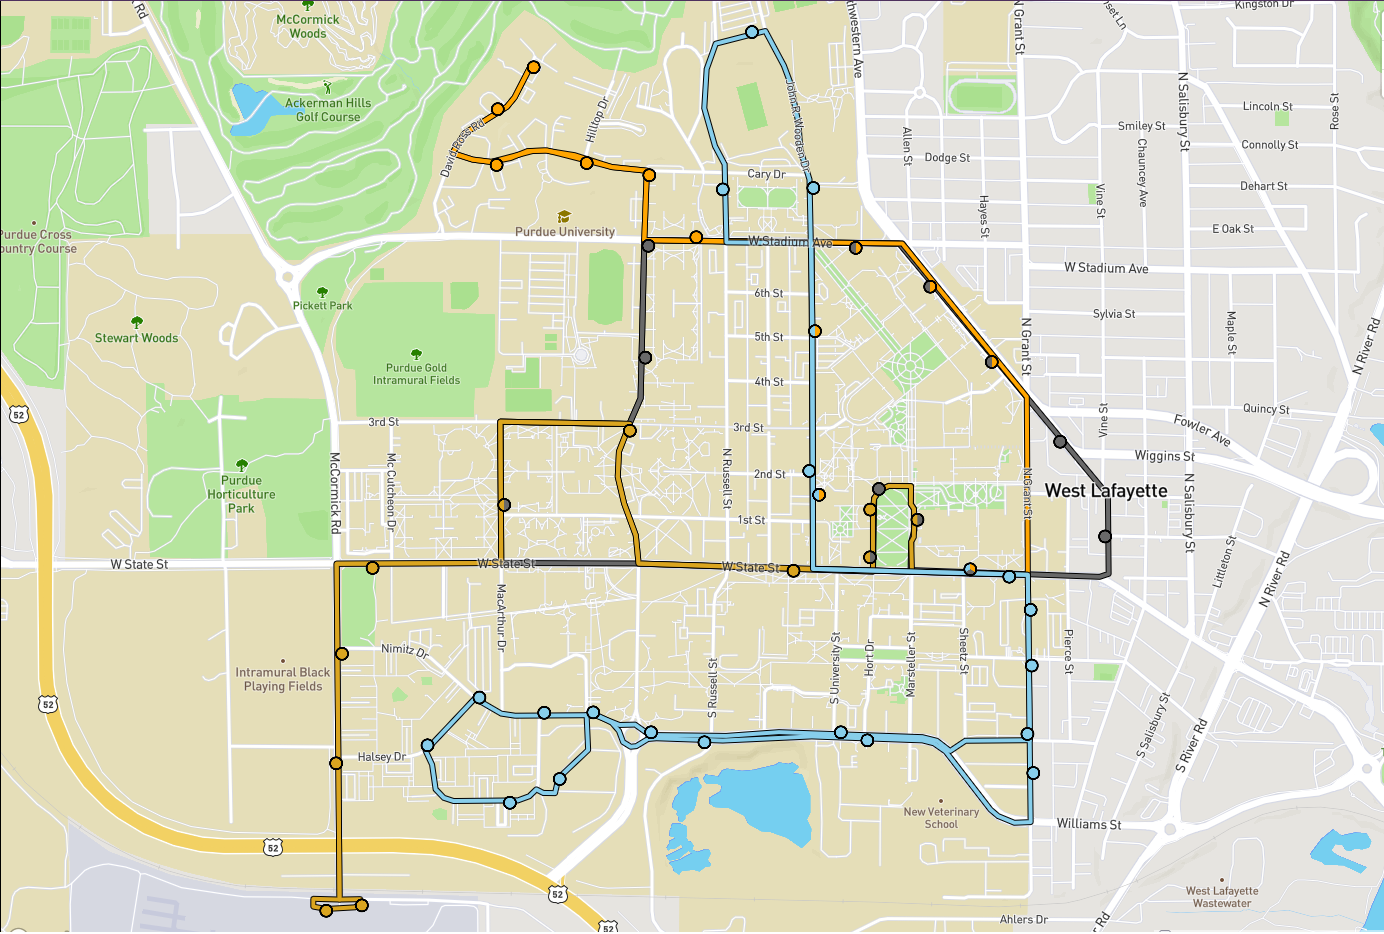 McCormick
Woods
Rd
Ackerman Hills
Golf Course
David Ross Rd
Hilltop Dr
John R. Wooden Dr
hwestern Ave
N Grant St
nset Ln
Kingston Dr
N Salisbury St
Lincoln St
Rose St
Smiley St
Connolly St
Allen St
Dodge St
Chauncey Ave
Cary Dr
Dehart St
Vine St
Hayes St
E Oak St
Purdue Cross
ountry Course
Purdue University
W Stadium Ave
W Stadium Ave
Pickett Park
6th St
Sylvia St
Maple St
N Grant St
N River Rd
Stewart Woods
5th St
Purdue Gold
Intramural Fields
4th St
52
3rd St
3rd St
Quincy St
Vine St
Fowler Ave
Wiggins St
McCormick Rd
Mc Cutcheon Dr
Purdue
Horticulture
Park
N Russell St
2nd St
N Grant St
West Lafayette
N Salisbury St
1st St
W State St
W State St
W State St
Littleton St
N River Rd
MacArthur Dr
Nimitz Dr
S Russell St
S University St
Hort Dr
Marsteller St
Sheetz St
Pierce St
Intramural Black
Playing Fields
52
S Salisbury St
S River Rd
Halsey Dr
New Veterinary
School
Williams St
52
52
52
West Lafayette
Wastewater
Ahlers Dr
r Rd